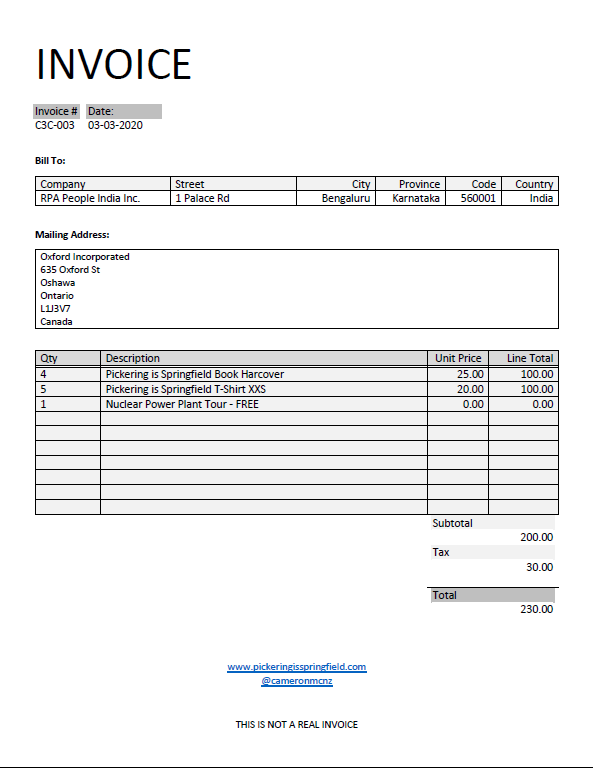 INVOICE
Invoice # Date:
C3C-003 03-03-2020
Bill To:
Company Street City Province Code Country
RPA People India Inc. 1 Palace Rd Bengaluru Karnataka 560001 India
Mailing Address:
Oxford Incorporated
635 Oxford St
Oshawa
Ontario
L1J3V7
Canada
Qty Description Unit Price Line Total
4 Pickering is Springfield Book Harcover 25.00 100.00
5 Pickering is Springfield T-Shirt XXS 20.00 100.00
1 Nuclear Power Plant Tour - FREE 0.00 0.00
Subtotal
200.00
Tax
30.00
Total
230.00
www.pickeringisspringfield.com
@cameronmcnz
THIS IS NOT A REAL INVOICE